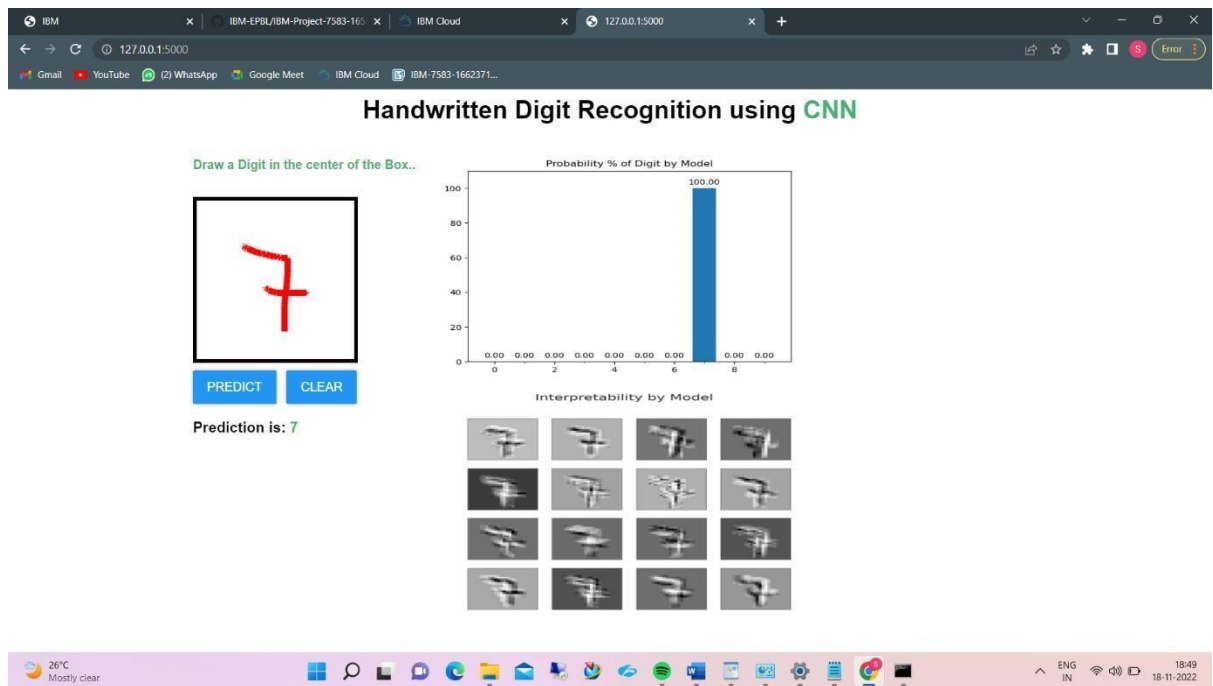 IBM
IBM-EPBL/IBM-Project-7583-165
IBM Cloud
127.0.0.1:5000
127.0.0.1:5000
S
Error
Gmail
YouTube
(2) WhatsApp
Google Meet
IBM Cloud
IBM-7583-1662371...
Handwritten Digit Recognition using CNN
Draw a Digit in the center of the Box..
7
PREDICT
CLEAR
Prediction is: 7
Probability % of Digit by Model
100.00
100
80
60
40
20
0
0.00 0.00 0.00 0.00 0.00 0.00 0.00 0.00 0.00
0 2 4 6 8
Interpretability by Model
26°C
Mostly clear
ENG
IN
18:49
18-11-2022